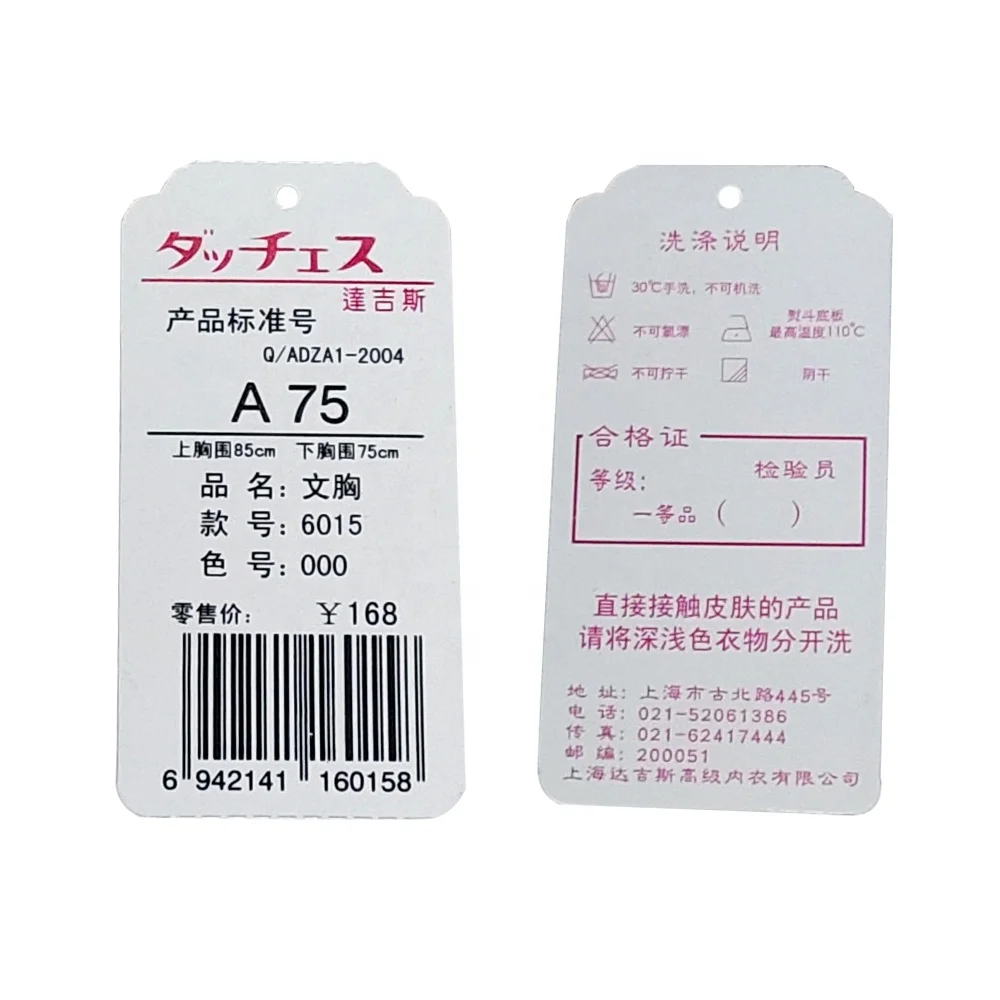 ダッチェス
達吉斯
产品标准号
Q/ADZA1-2004
A 75
上胸围85cm 下胸围75cm
品 名：文胸
款 号：6015
色 号：000
零售价： ¥168
6 942141 160158
洗涤说明
30℃手洗，不可机洗
不可氯漂
熨斗底板
最高温度110℃
不可拧干
阴干
合格证
检验员
等级：
一等品（ ）
直接接触皮肤的产品
请将深浅色衣物分开洗
地 址：上海市古北路445号
电 话：021-52061386
传 真：021-62417444
邮 编：200051
上海达吉斯高级内衣有限公司